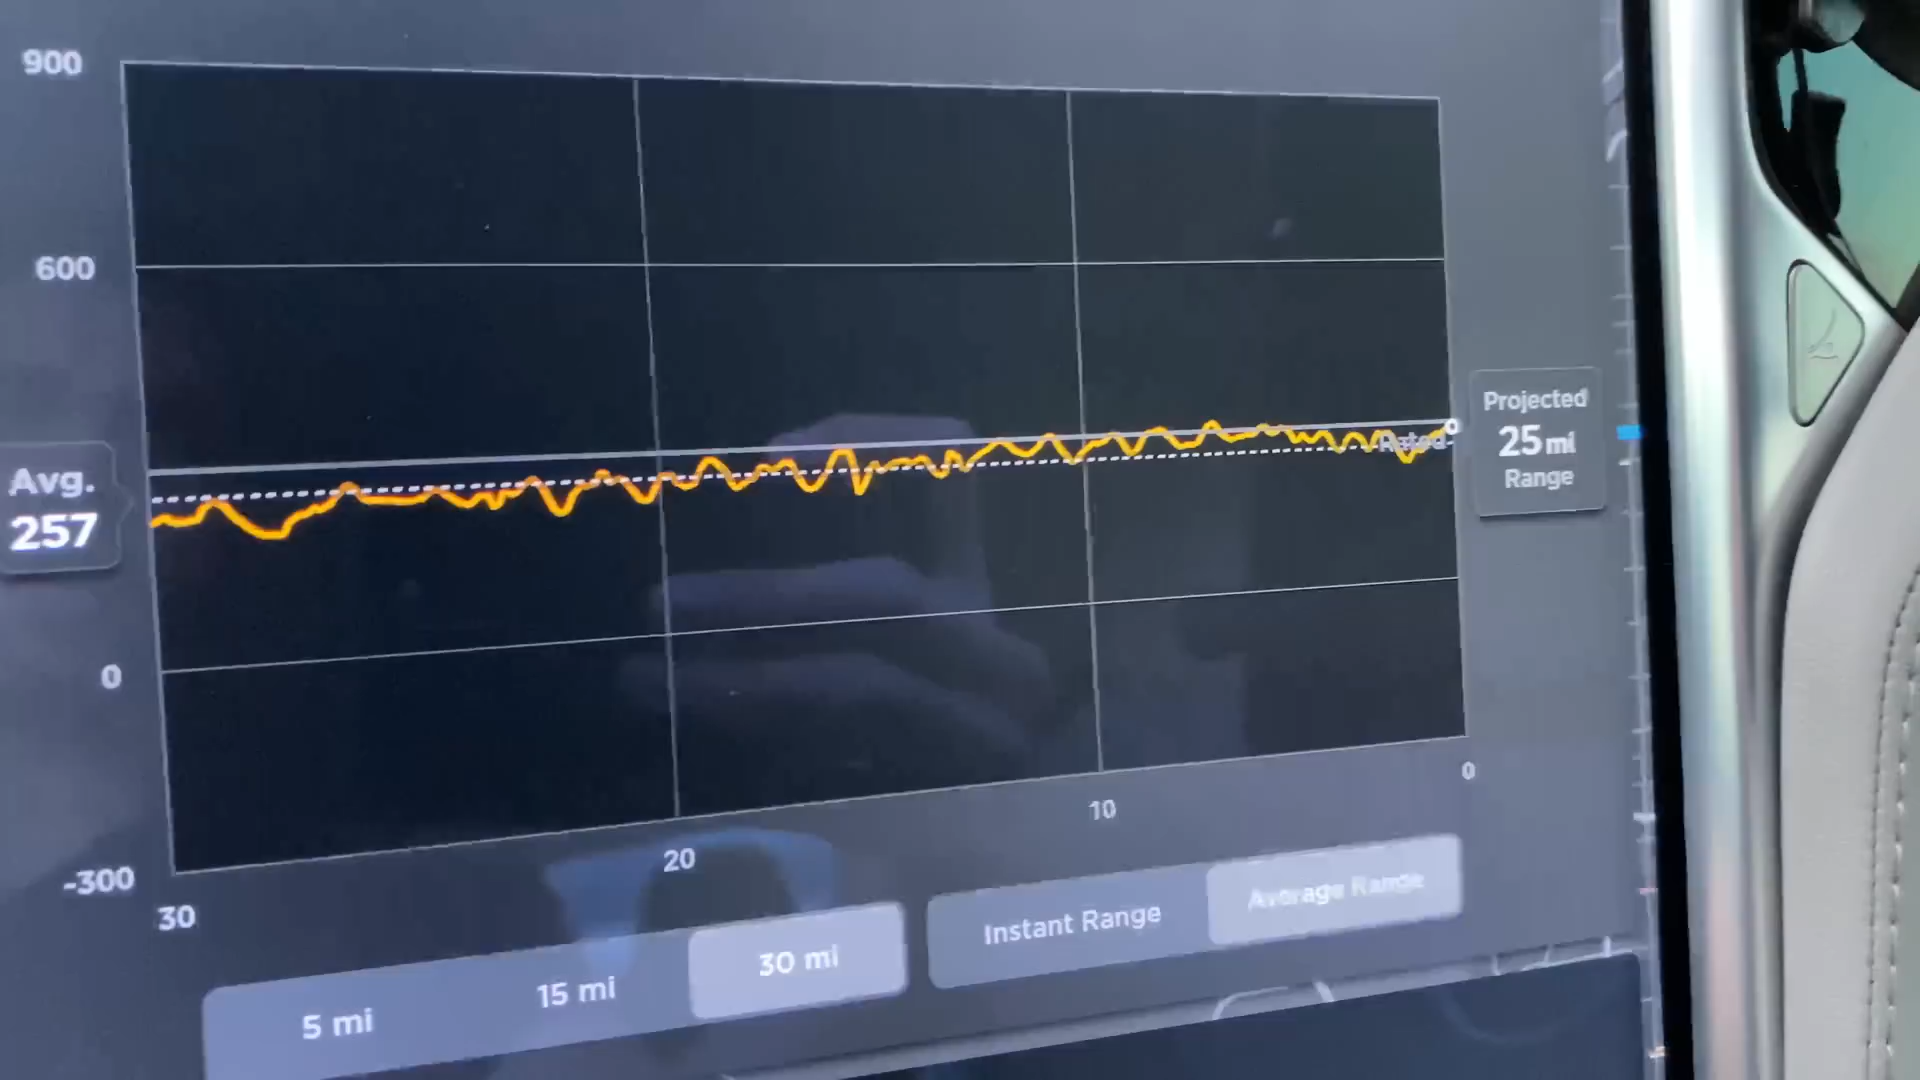 900
600
Avg.
257
0
-300
30
20
10
0
Rated
Projected
25 mi
Range
5 mi
15 mi
30 mi
Instant Range
Average Range